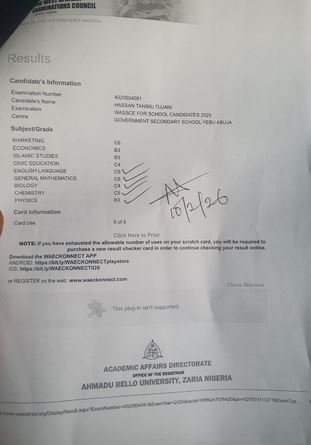 EXAMINATIONS COUNCIL
Results
Candidate's Information
Examination Number 4020504091
Candidate's Name HASSAN TANIMU TIJANI
Examination WASSCE FOR SCHOOL CANDIDATES 2025
Centre GOVERNMENT SECONDARY SCHOOL YEBU ABUJA
Subject/Grade
MARKETING C6
ECONOMICS B3
ISLAMIC STUDIES B3
CIVIC EDUCATION C4
ENGLISH LANGUAGE
GENERAL MATHEMATICS
BIOLOGY C4
CHEMISTRY
PHYSICS B3
10/2/26
Card Information
Card Use 5 of 5
Click Here to Print
NOTE: If you have exhausted the allowable number of uses on your scratch card, you will be required to
purchase a new result checker card in order to continue checking your result online.
Download the WAECKONNECT APP
ANDROID: https://bit.ly/WAECKONNECTplaystore
iOS: https://bit.ly/WAECKONNECTiOS
or REGISTER on the web: www.waeckonnect.com
Close Window
This plug-in isn't supported
ACADEMIC AFFAIRS DIRECTORATE
OFFICE OF THE REGISTRAR
AHMADU BELLO UNIVERSITY, ZARIA NIGERIA